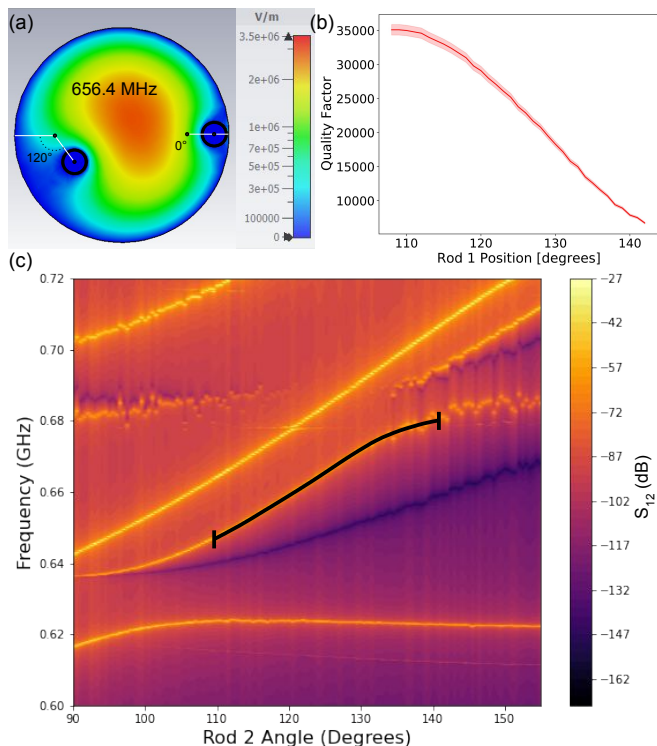 (a)
656.4 MHz
120°
0°
V/m
3.5e+06
2e+06
1e+06
7e+05
5e+05
3e+05
100000
0
(b)
Quality Factor
35000
30000
25000
20000
15000
10000
110
120
130
140
Rod 1 Position [degrees]
(c)
Frequency (GHz)
0.72
0.70
0.68
0.66
0.64
0.62
0.60
90
100
110
120
130
140
150
Rod 2 Angle (Degrees)
−27
−42
−57
−72
−87
−102
−117
−132
−147
−162
S12 (dB)